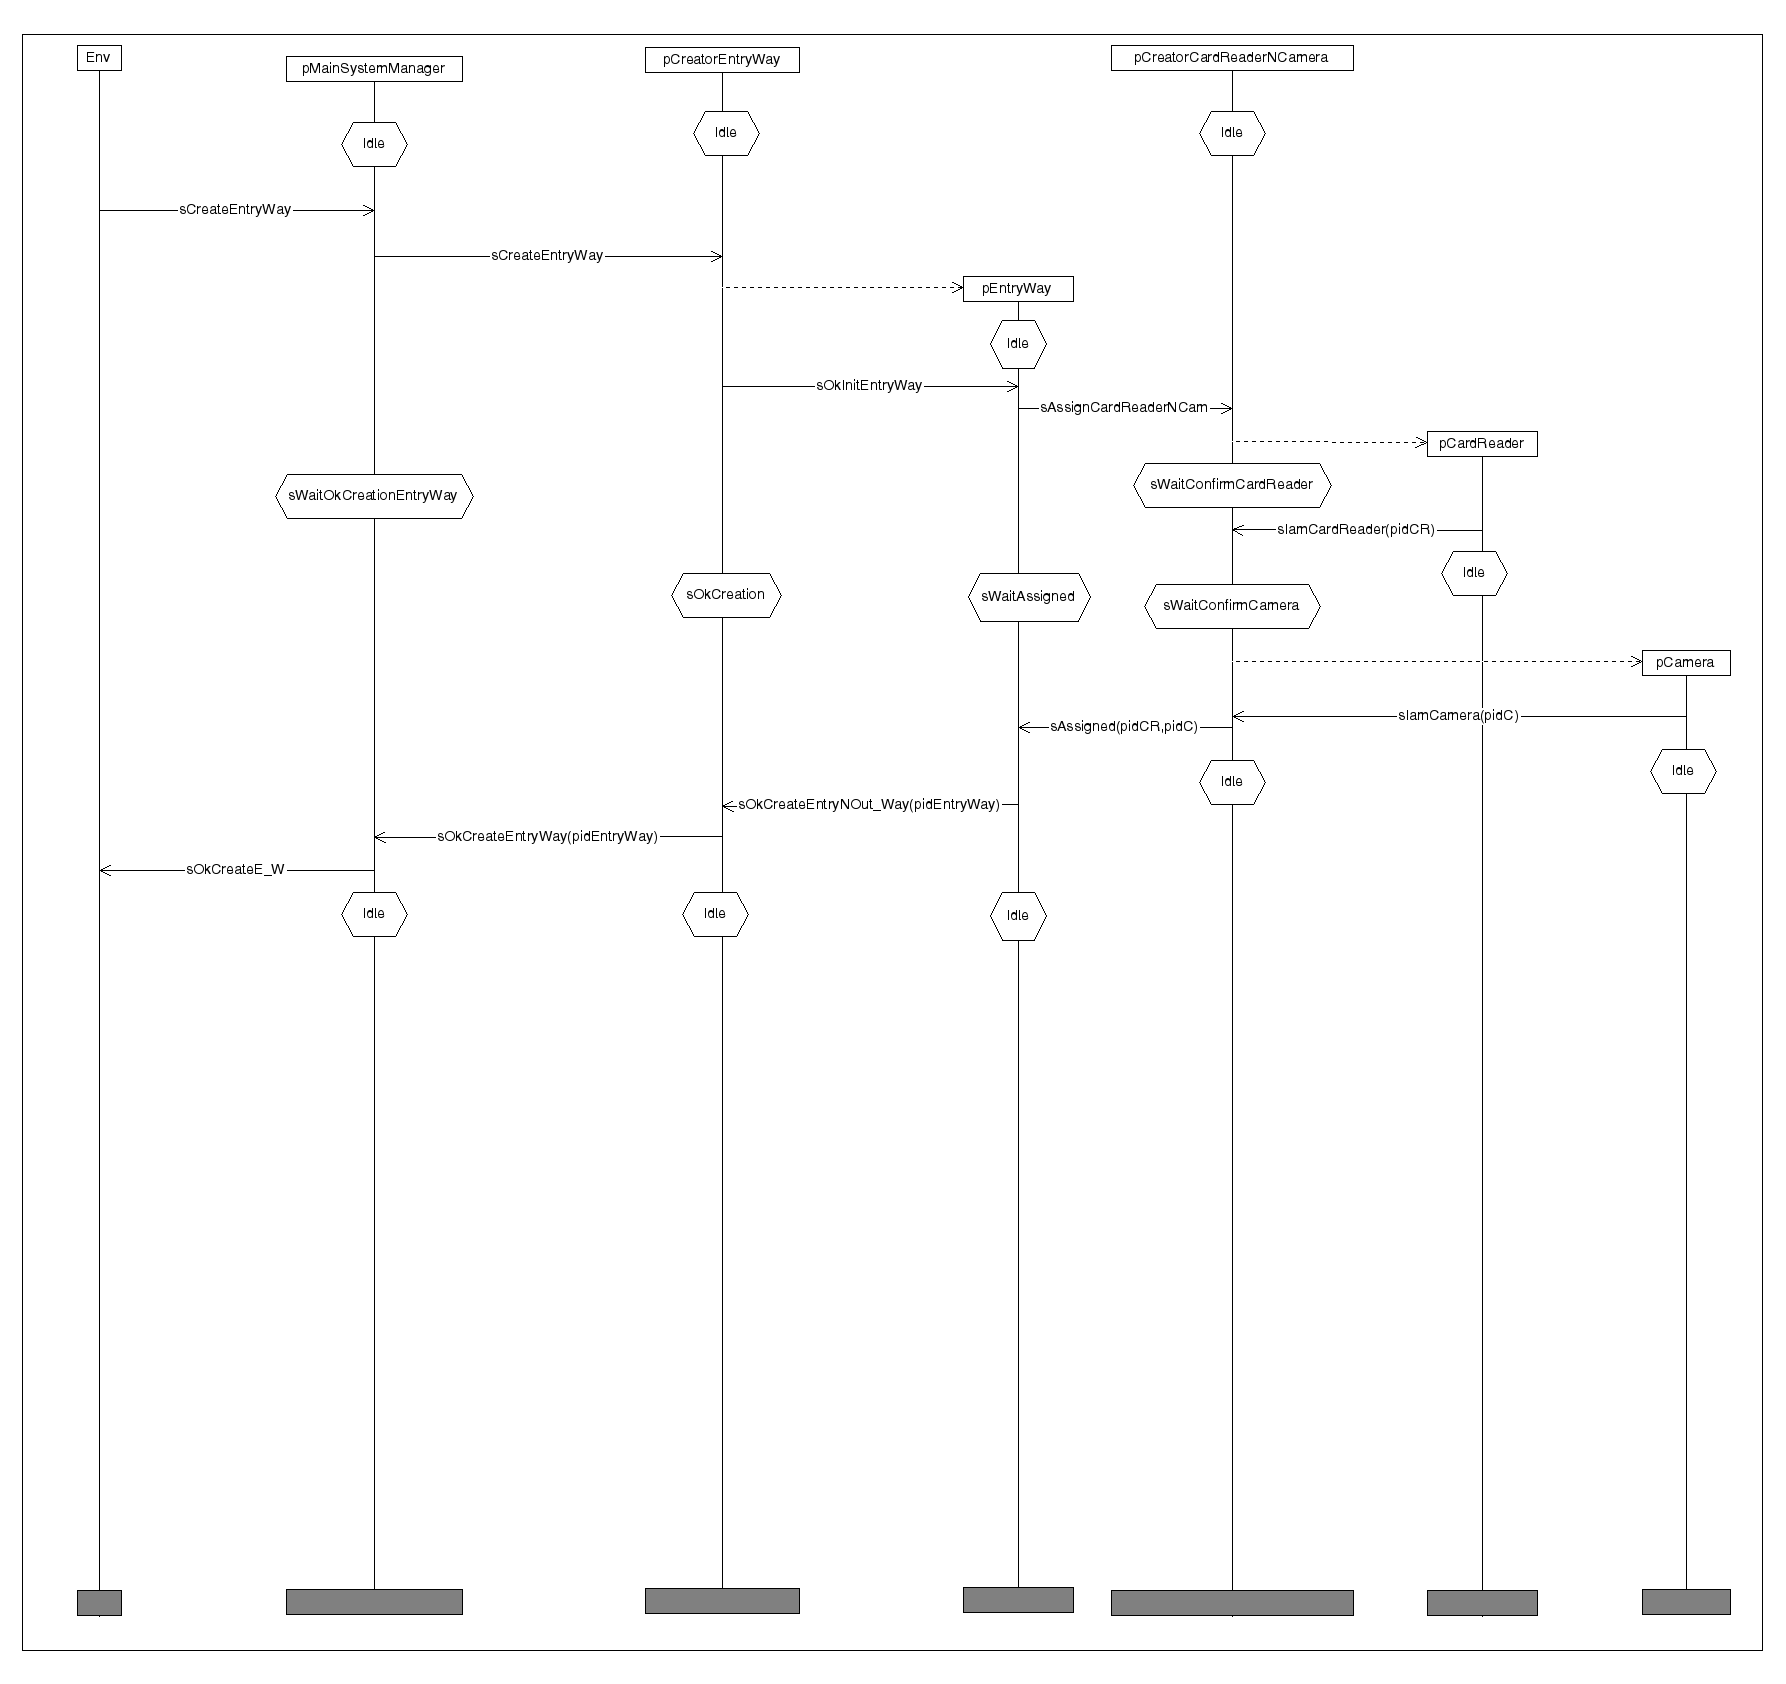 Env
pMainSystemManager
pCreatorEntryWay
pCreatorCardReaderNCamera
Idle
Idle
Idle
sCreateEntryWay
sCreateEntryWay
pEntryWay
Idle
sOkInitEntryWay
sAssignCardReaderNCam
pCardReader
sWaitConfirmCardReader
sWaitOkCreationEntryWay
sIamCardReader(pidCR)
Idle
sOkCreation
sWaitAssigned
sWaitConfirmCamera
pCamera
sIamCamera(pidC)
sAssigned(pidCR,pidC)
Idle
Idle
sOkCreateEntryNOut_Way(pidEntryWay)
sOkCreateEntryWay(pidEntryWay)
sOkCreateE_W
Idle
Idle
Idle